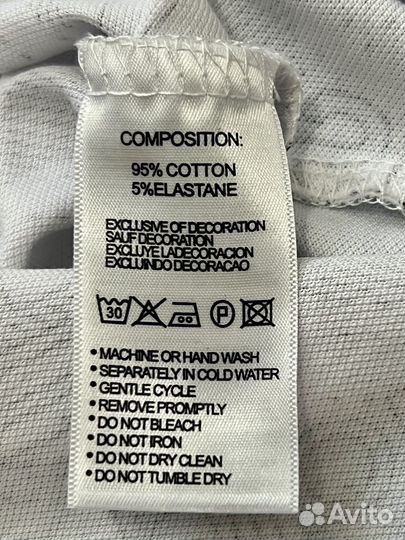 COMPOSITION:
95% COTTON
5%ELASTANE
EXCLUSIVE OF DECORATION
SAUF DECORATION
EXCLUYE LADECORACION
EXCLUINDO DECORACAO
30 P
• MACHINE OR HAND WASH
• SEPARATELY IN COLD WATER
• GENTLE CYCLE
• REMOVE PROMPTLY
• DO NOT BLEACH
• DO NOT IRON
• DO NOT DRY CLEAN
• DO NOT TUMBLE DRY
Avito